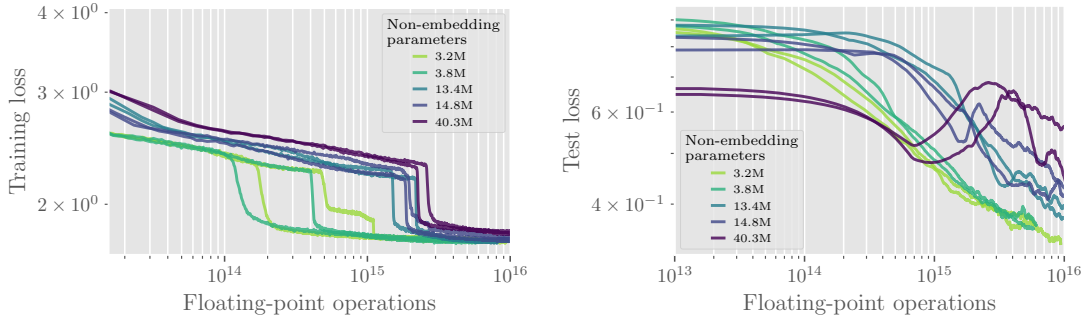 4 × 10⁰
3 × 10⁰
2 × 10⁰
Training loss
10¹⁴
10¹⁵
10¹⁶
Floating-point operations
Non-embedding
parameters
3.2M
3.8M
13.4M
14.8M
40.3M
6 × 10⁻¹
4 × 10⁻¹
Test loss
10¹³
10¹⁴
10¹⁵
10¹⁶
Floating-point operations
Non-embedding
parameters
3.2M
3.8M
13.4M
14.8M
40.3M